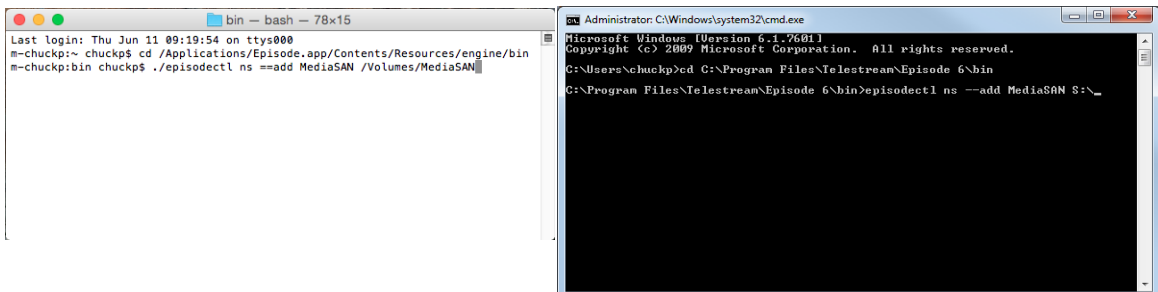 bin — bash — 78×15
Last login: Thu Jun 11 09:19:54 on ttys000
m-chuckp:~ chuckp$ cd /Applications/Episode.app/Contents/Resources/engine/bin
m-chuckp:bin chuckp$ ./episodectl ns ==add MediaSAN /Volumes/MediaSAN
Administrator: C:\Windows\system32\cmd.exe
Microsoft Windows [Version 6.1.7601]
Copyright (c) 2009 Microsoft Corporation.  All rights reserved.
C:\Users\chuckp>cd C:\Program Files\Telestream\Episode 6\bin
C:\Program Files\Telestream\Episode 6\bin>episodectl ns --add MediaSAN S:\_